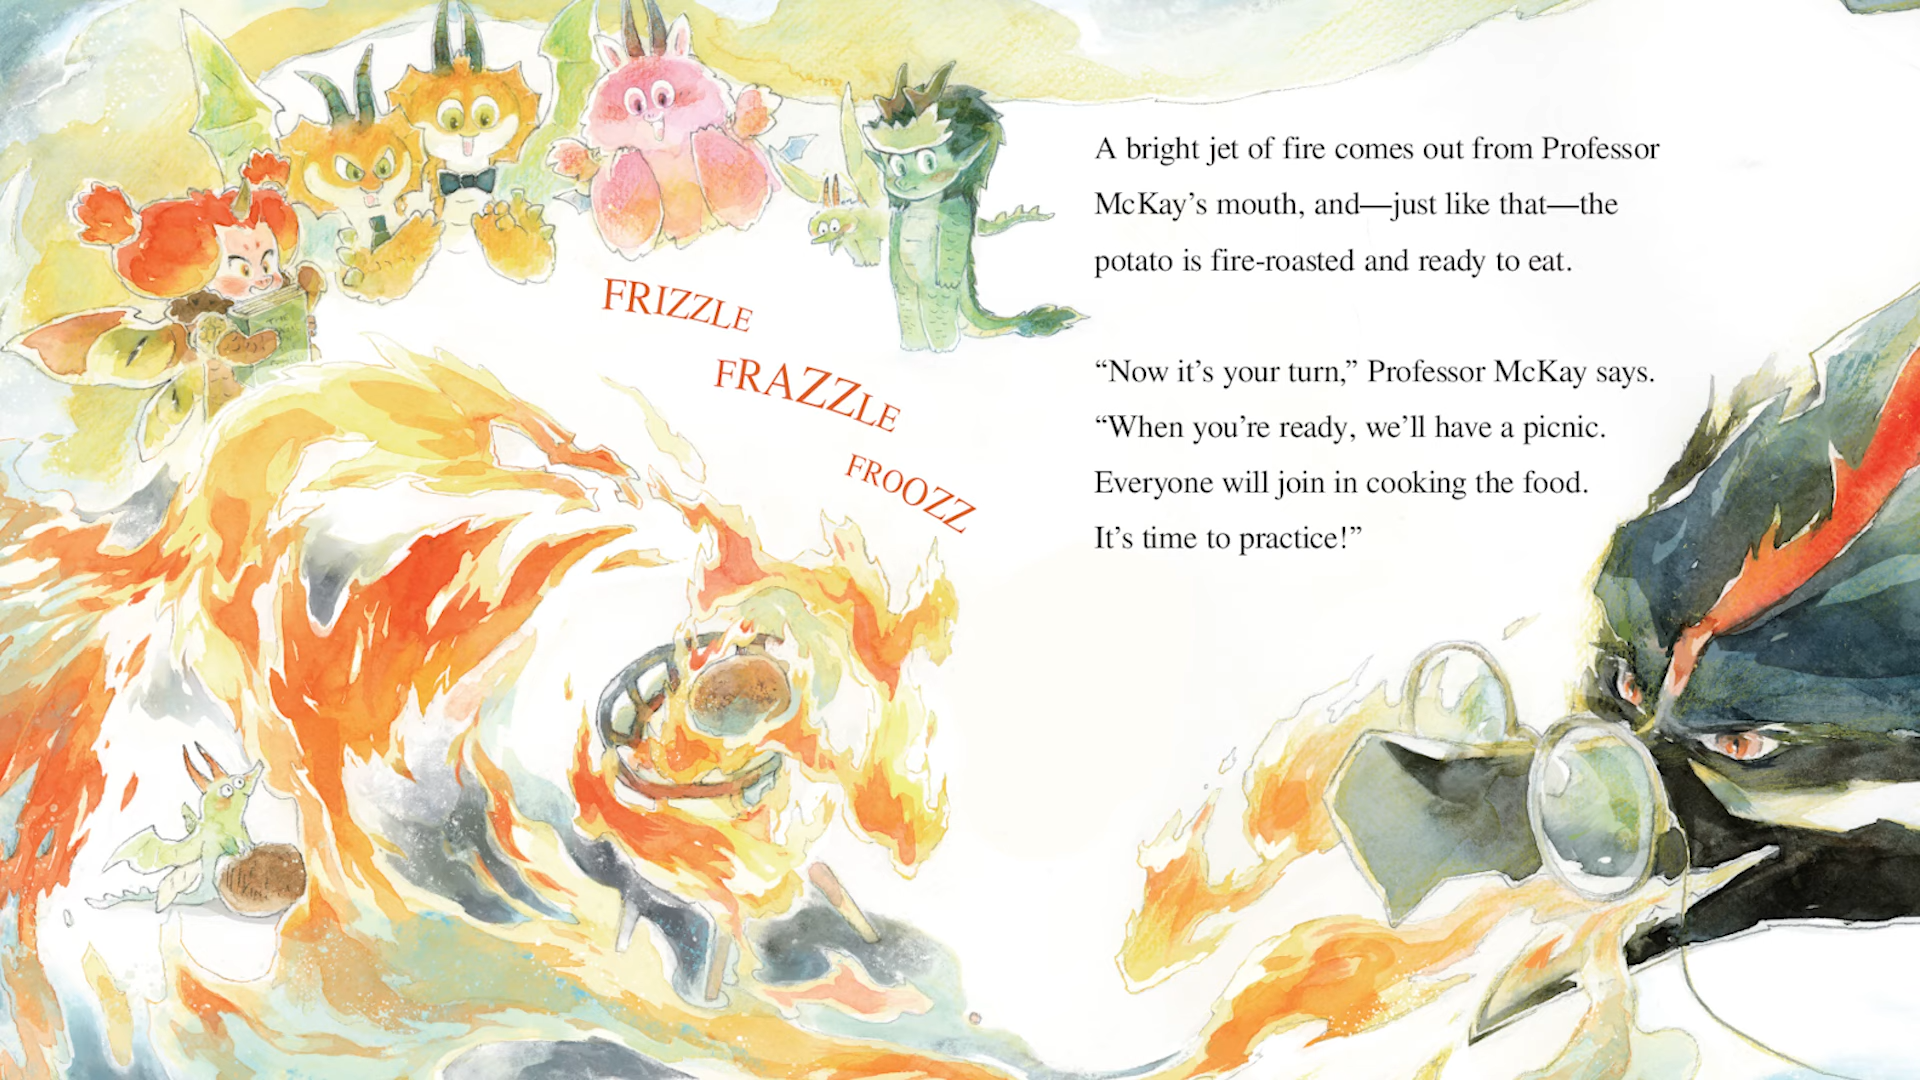 FRIZZLE
FRAZZLE
FROOZZ
A bright jet of fire comes out from Professor
McKay’s mouth, and—just like that—the
potato is fire-roasted and ready to eat.
“Now it’s your turn,” Professor McKay says.
“When you’re ready, we’ll have a picnic.
Everyone will join in cooking the food.
It’s time to practice!”